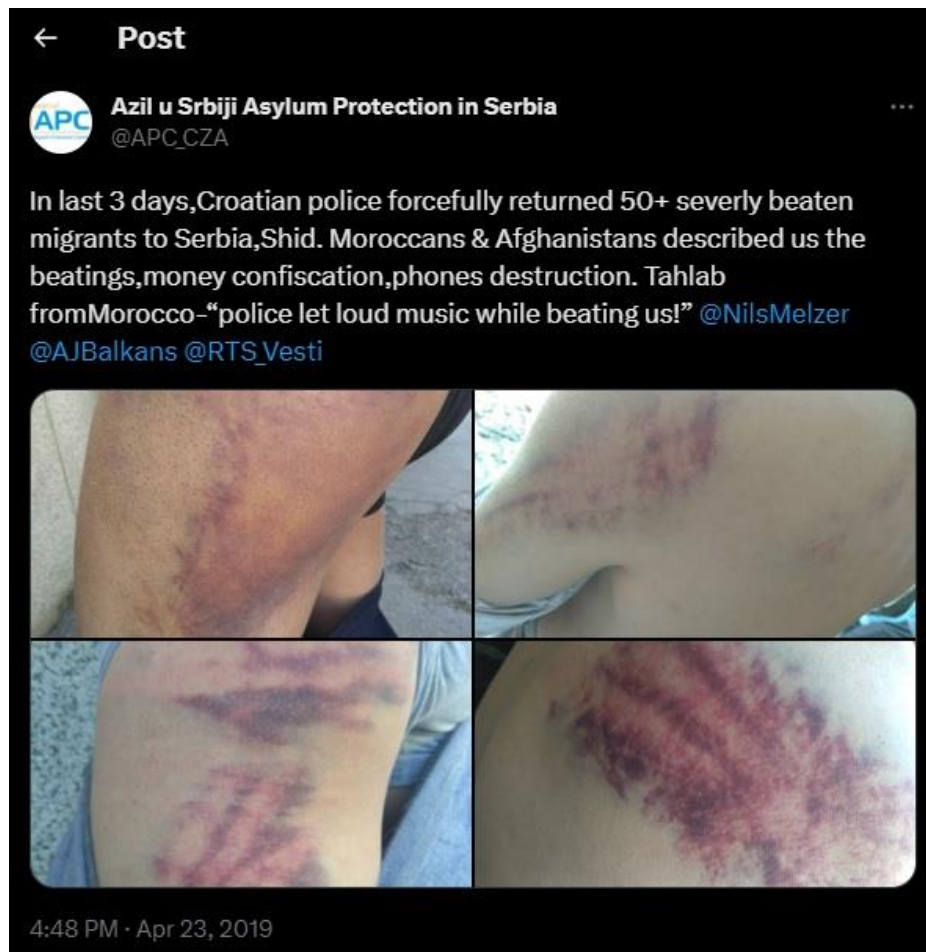 Post
APC
Azil u Srbiji Asylum Protection in Serbia
@APC_CZA
In last 3 days,Croatian police forcefully returned 50+ severly beaten
migrants to Serbia,Shid. Moroccans & Afghanistans described us the
beatings,money confiscation,phones destruction. Tahlab
fromMorocco-“police let loud music while beating us!” @NilsMelzer
@AJBalkans @RTS_Vesti
4:48 PM · Apr 23, 2019